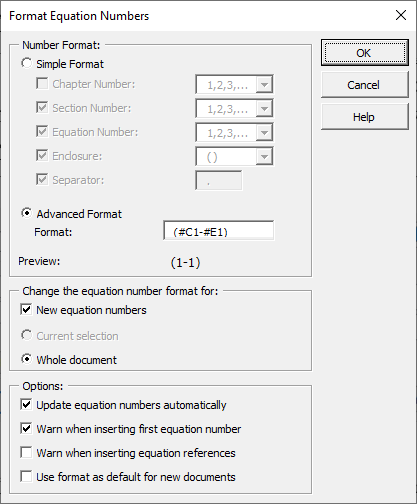 Format Equation Numbers
Number Format:
Simple Format
Chapter Number: 1,2,3,...
Section Number: 1,2,3,...
Equation Number: 1,2,3,...
Enclosure: ( )
Separator: .
Advanced Format
Format: (#C1-#E1)
Preview: (1-1)
Change the equation number format for:
New equation numbers
Current selection
Whole document
Options:
Update equation numbers automatically
Warn when inserting first equation number
Warn when inserting equation references
Use format as default for new documents
OK
Cancel
Help